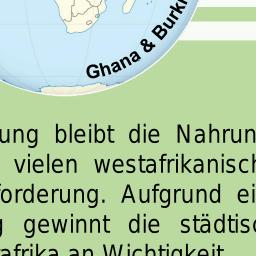 Ghana & Burki
ung bleibt die Nahrun
vielen westafrikanisch
forderung. Aufgrund ei
g gewinnt die städtisc
afrika an Wichtigkeit